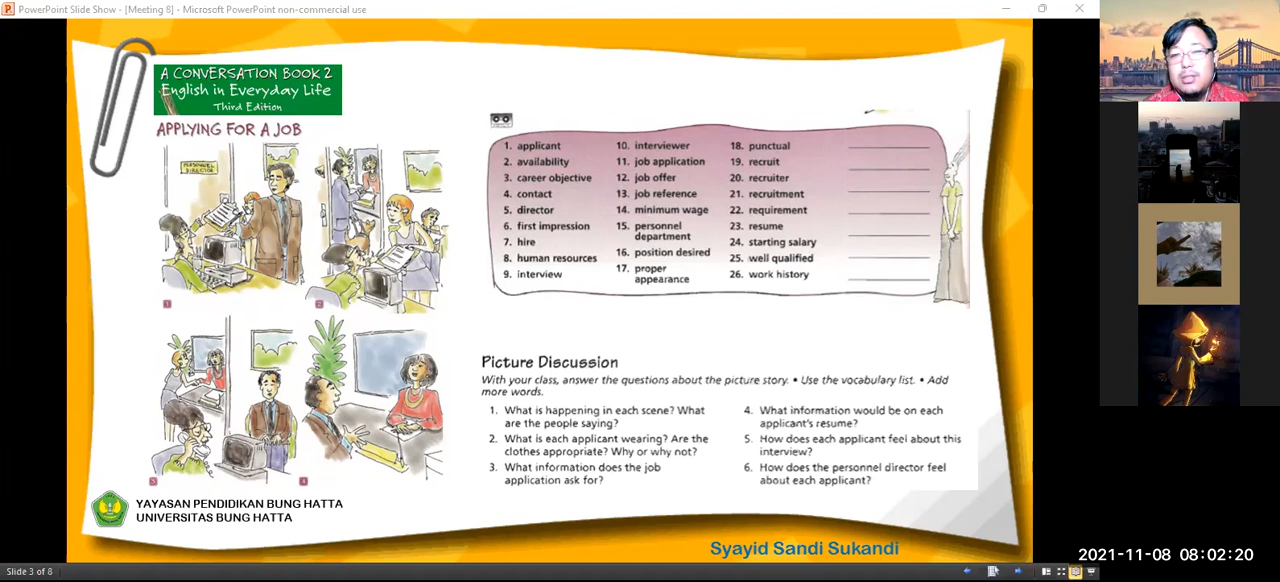 PowerPoint Slide Show - [Meeting 8] - Microsoft PowerPoint non-commercial use
A CONVERSATION BOOK 2
English in Everyday Life
Third Edition
APPLYING FOR A JOB
PERSONNEL
DIRECTOR
1
2
3
4
1. applicant
2. availability
3. career objective
4. contact
5. director
6. first impression
7. hire
8. human resources
9. interview
10. interviewer
11. job application
12. job offer
13. job reference
14. minimum wage
15. personnel
department
16. position desired
17. proper
appearance
18. punctual
19. recruit
20. recruiter
21. recruitment
22. requirement
23. resume
24. starting salary
25. well qualified
26. work history
Picture Discussion
With your class, answer the questions about the picture story. • Use the vocabulary list. • Add
more words.
1. What is happening in each scene? What
are the people saying?
2. What is each applicant wearing? Are the
clothes appropriate? Why or why not?
3. What information does the job
application ask for?
4. What information would be on each
applicant's resume?
5. How does each applicant feel about this
interview?
6. How does the personnel director feel
about each applicant?
YAYASAN PENDIDIKAN BUNG HATTA
UNIVERSITAS BUNG HATTA
Syayid Sandi Sukandi
2021-11-08 08:02:20
Slide 3 of 8